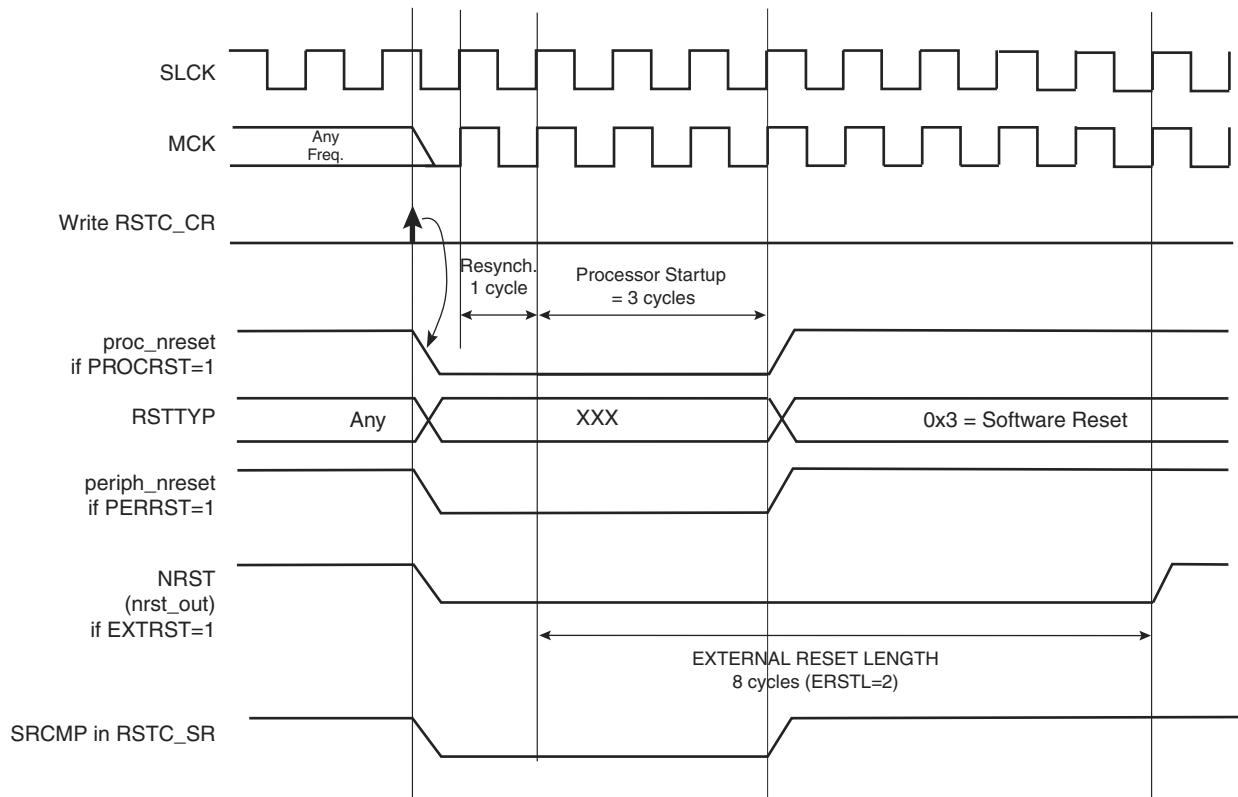 SLCK
MCK
Any
Freq.
Write RSTC_CR
Resynch.
1 cycle
Processor Startup
= 3 cycles
proc_nreset
if PROCRST=1
RSTTYP
Any
XXX
0x3 = Software Reset
periph_nreset
if PERRST=1
NRST
(nrst_out)
if EXTRST=1
EXTERNAL RESET LENGTH
8 cycles (ERSTL=2)
SRCMP in RSTC_SR